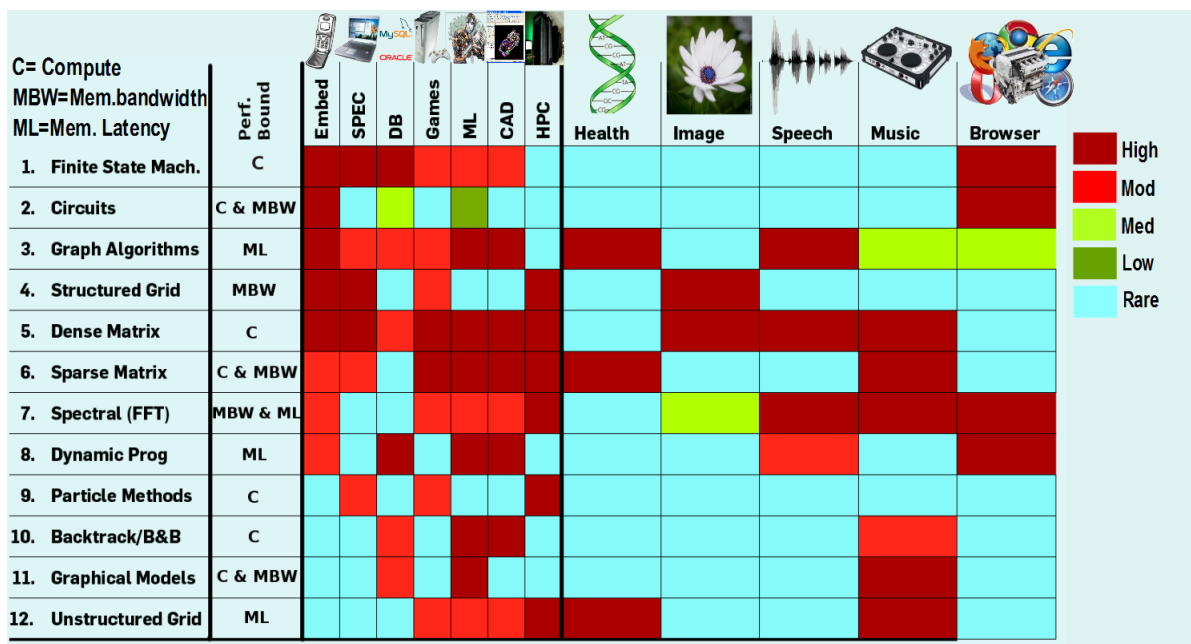 C= Compute
MBW=Mem.bandwidth
ML=Mem. Latency
Perf.
Bound
Embed
SPEC
DB
Games
ML
CAD
HPC
Health
Image
Speech
Music
Browser
MySQL
ORACLE
1. Finite State Mach. C
2. Circuits C & MBW
3. Graph Algorithms ML
4. Structured Grid MBW
5. Dense Matrix C
6. Sparse Matrix C & MBW
7. Spectral (FFT) MBW & ML
8. Dynamic Prog ML
9. Particle Methods C
10. Backtrack/B&B C
11. Graphical Models C & MBW
12. Unstructured Grid ML
High
Mod
Med
Low
Rare